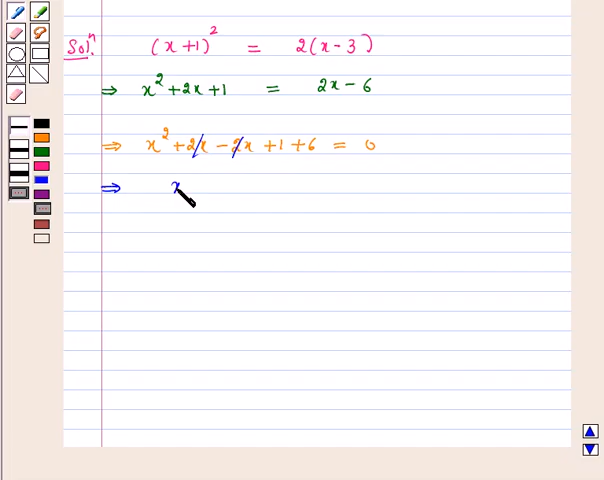 Solⁿ. (x+1)² = 2(x-3)
⇒ x²+2x+1 = 2x-6
⇒ x²+2x-2x+1+6 = 0
⇒ x